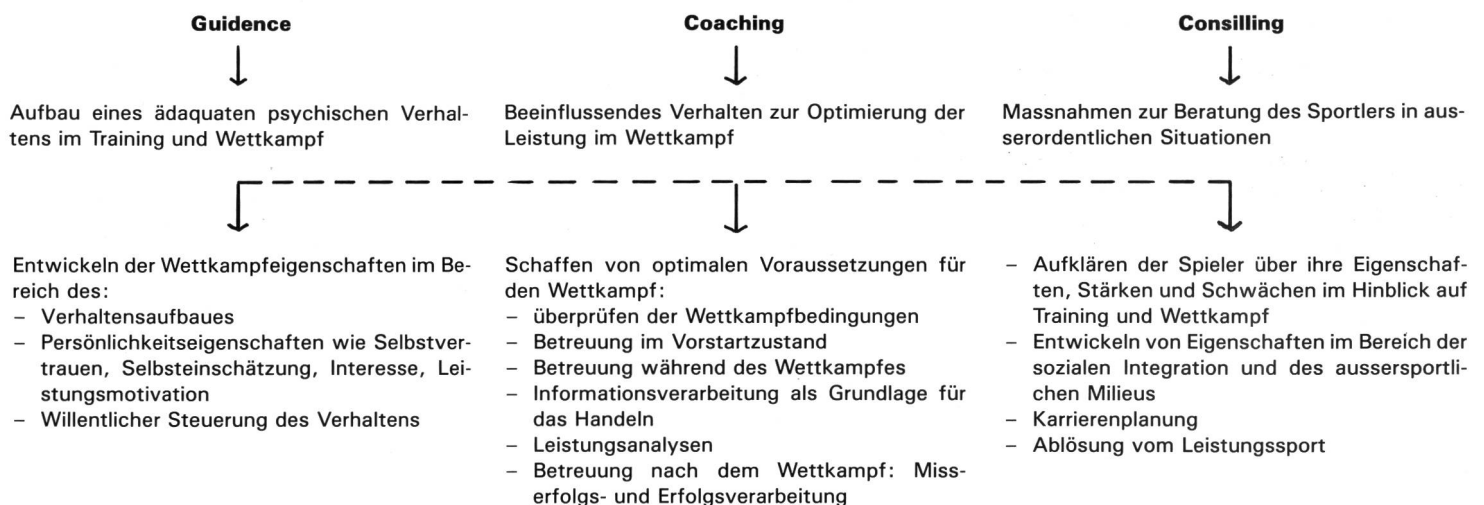 Guidence
Aufbau eines ädaquaten psychischen Verhal-
tens im Training und Wettkampf
Entwickeln der Wettkampfeigenschaften im Be-
reich des:
– Verhaltensaufbaues
– Persönlichkeitseigenschaften wie Selbstver-
trauen, Selbsteinschätzung, Interesse, Lei-
stungsmotivation
– Willentlicher Steuerung des Verhaltens
Coaching
Beeinflussendes Verhalten zur Optimierung der
Leistung im Wettkampf
Schaffen von optimalen Voraussetzungen für
den Wettkampf:
– überprüfen der Wettkampfbedingungen
– Betreuung im Vorstartzustand
– Betreuung während des Wettkampfes
– Informationsverarbeitung als Grundlage für
das Handeln
– Leistungsanalysen
– Betreuung nach dem Wettkampf: Miss-
erfolgs- und Erfolgsverarbeitung
Consilling
Massnahmen zur Beratung des Sportlers in aus-
serordentlichen Situationen
– Aufklären der Spieler über ihre Eigenschaf-
ten, Stärken und Schwächen im Hinblick auf
Training und Wettkampf
– Entwickeln von Eigenschaften im Bereich der
sozialen Integration und des aussersportli-
chen Milieus
– Karrierenplanung
– Ablösung vom Leistungssport